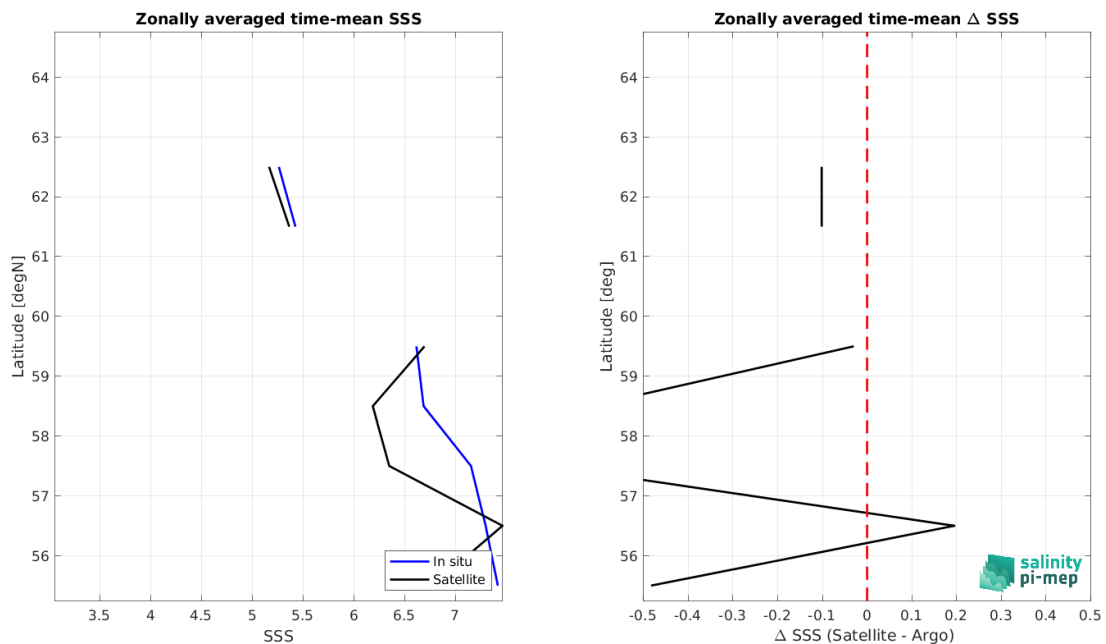 Zonally averaged time-mean SSS
64
63
62
61
60
59
58
57
56
Latitude [degN]
3.5 4 4.5 5 5.5 6 6.5 7
SSS
In situ
Satellite
Zonally averaged time-mean Δ SSS
64
63
62
61
60
59
58
57
56
Latitude [deg]
-0.5 -0.4 -0.3 -0.2 -0.1 0 0.1 0.2 0.3 0.4 0.5
Δ SSS (Satellite - Argo)
salinity
pi-mep